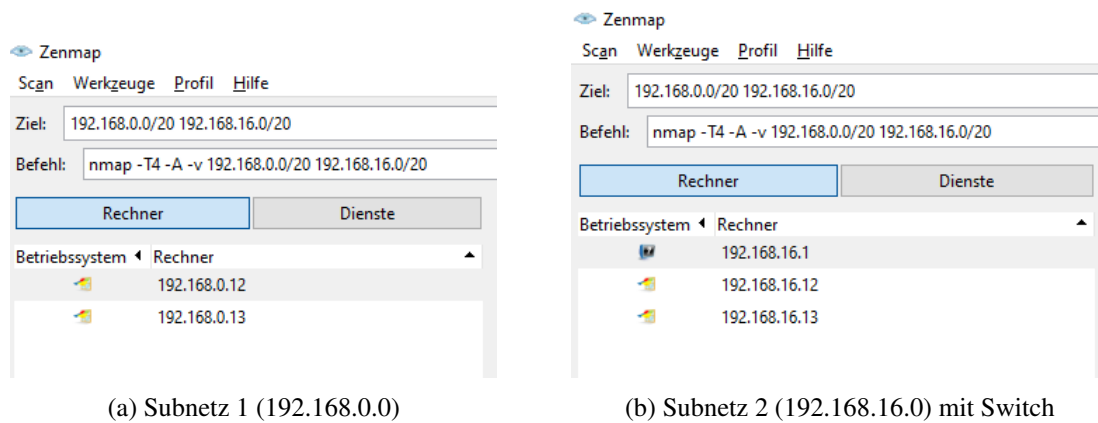 Zenmap
Scan Werkzeuge Profil Hilfe
Ziel: 192.168.0.0/20 192.168.16.0/20
Befehl: nmap -T4 -A -v 192.168.0.0/20 192.168.16.0/20
Rechner Dienste
Betriebssystem Rechner
192.168.0.12
192.168.0.13
(a) Subnetz 1 (192.168.0.0)
Zenmap
Scan Werkzeuge Profil Hilfe
Ziel: 192.168.0.0/20 192.168.16.0/20
Befehl: nmap -T4 -A -v 192.168.0.0/20 192.168.16.0/20
Rechner Dienste
Betriebssystem Rechner
192.168.16.1
192.168.16.12
192.168.16.13
(b) Subnetz 2 (192.168.16.0) mit Switch